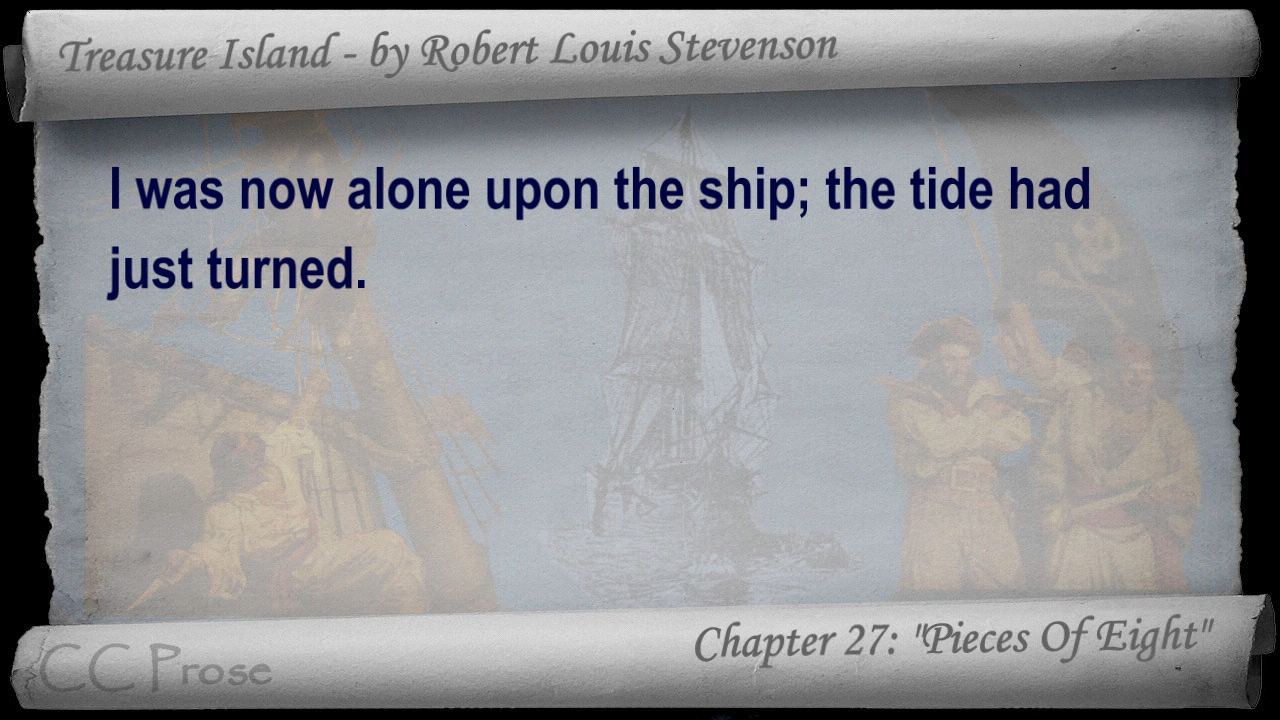 Treasure Island - by Robert Louis Stevenson
I was now alone upon the ship; the tide had
just turned.
Chapter 27: "Pieces Of Eight"
CC Prose